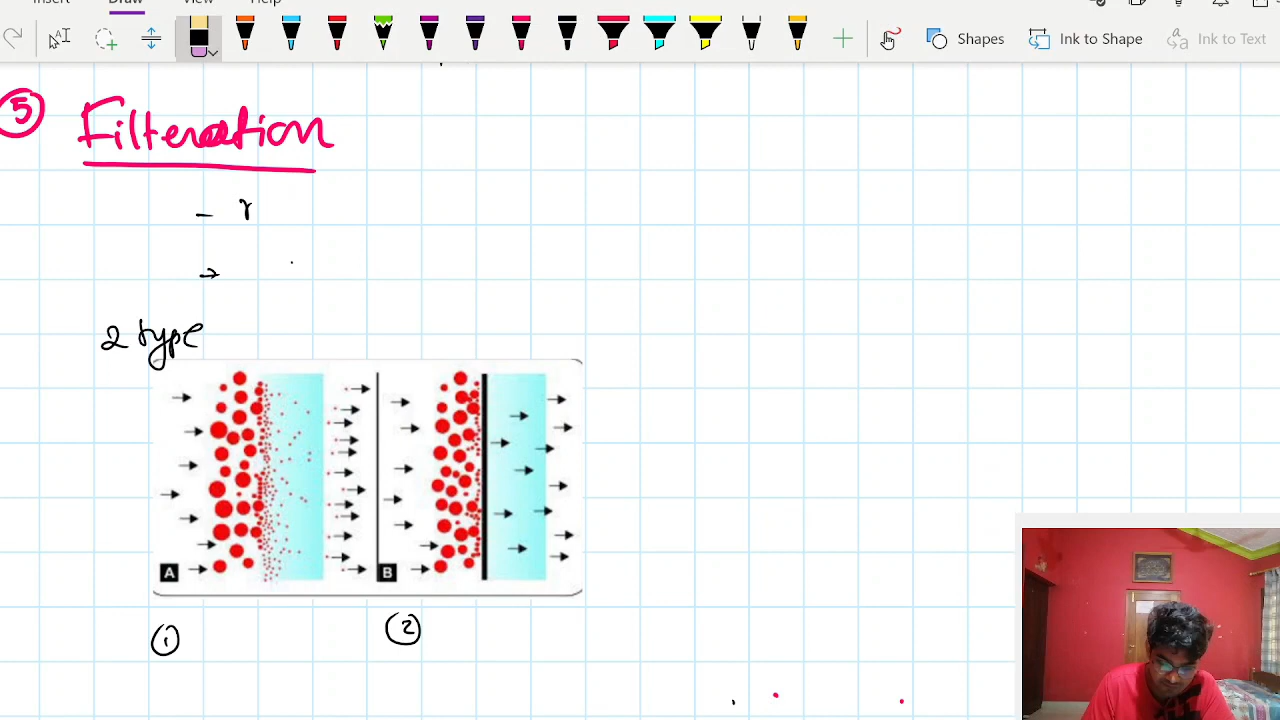 Insert Draw View Help
Shapes Ink to Shape Ink to Text
⑤ Filteration
- r
→
2 type
A B
① ②